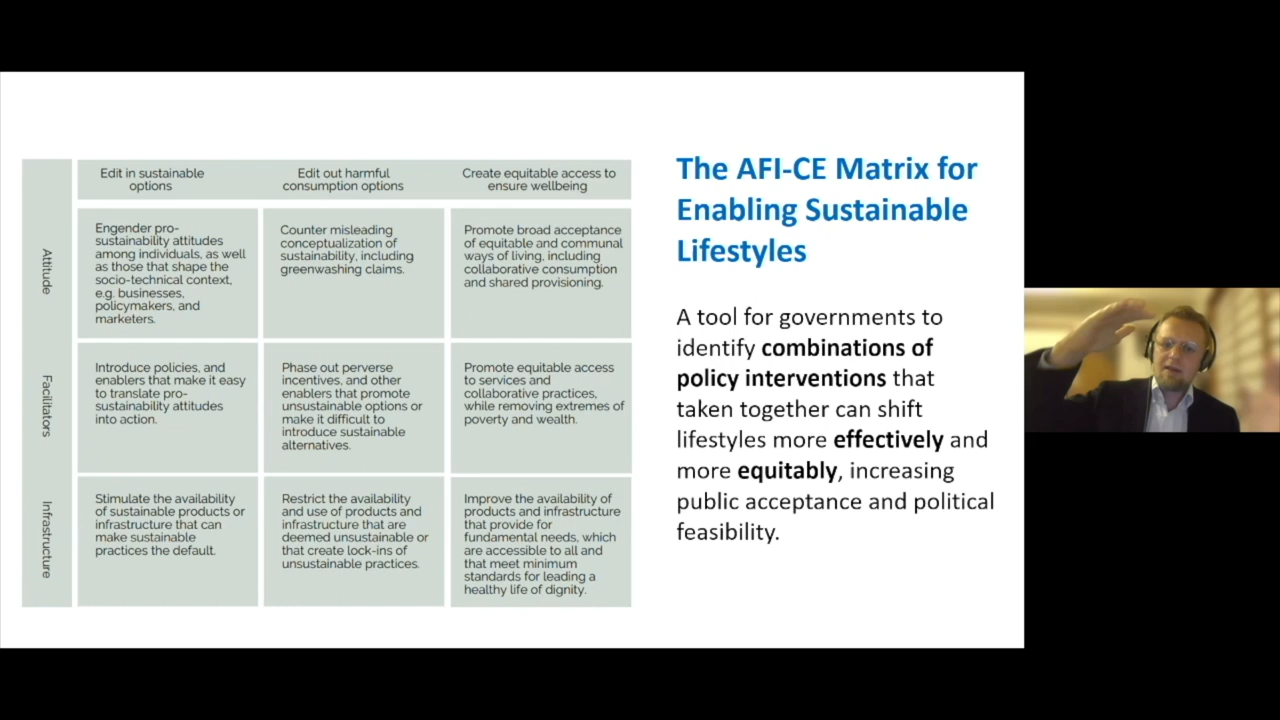 Edit in sustainable
options
Edit out harmful
consumption options
Create equitable access to
ensure wellbeing
Attitude
Engender pro-
sustainability attitudes
among individuals, as well
as those that shape the
socio-technical context,
e.g. businesses,
policymakers, and
marketers.
Counter misleading
conceptualization of
sustainability, including
greenwashing claims.
Promote broad acceptance
of equitable and communal
ways of living, including
collaborative consumption
and shared provisioning.
Facilitators
Introduce policies, and
enablers that make it easy
to translate pro-
sustainability attitudes
into action.
Phase out perverse
incentives, and other
enablers that promote
unsustainable options or
make it difficult to
introduce sustainable
alternatives.
Promote equitable access
to services and
collaborative practices,
while removing extremes of
poverty and wealth.
Infrastructure
Stimulate the availability
of sustainable products or
infrastructure that can
make sustainable
practices the default.
Restrict the availability
and use of products and
infrastructure that are
deemed unsustainable or
that create lock-ins of
unsustainable practices.
Improve the availability of
products and infrastructure
that provide for
fundamental needs, which
are accessible to all and
that meet minimum
standards for leading a
healthy life of dignity.
The AFI-CE Matrix for
Enabling Sustainable
Lifestyles
A tool for governments to
identify combinations of
policy interventions that
taken together can shift
lifestyles more effectively and
more equitably, increasing
public acceptance and political
feasibility.